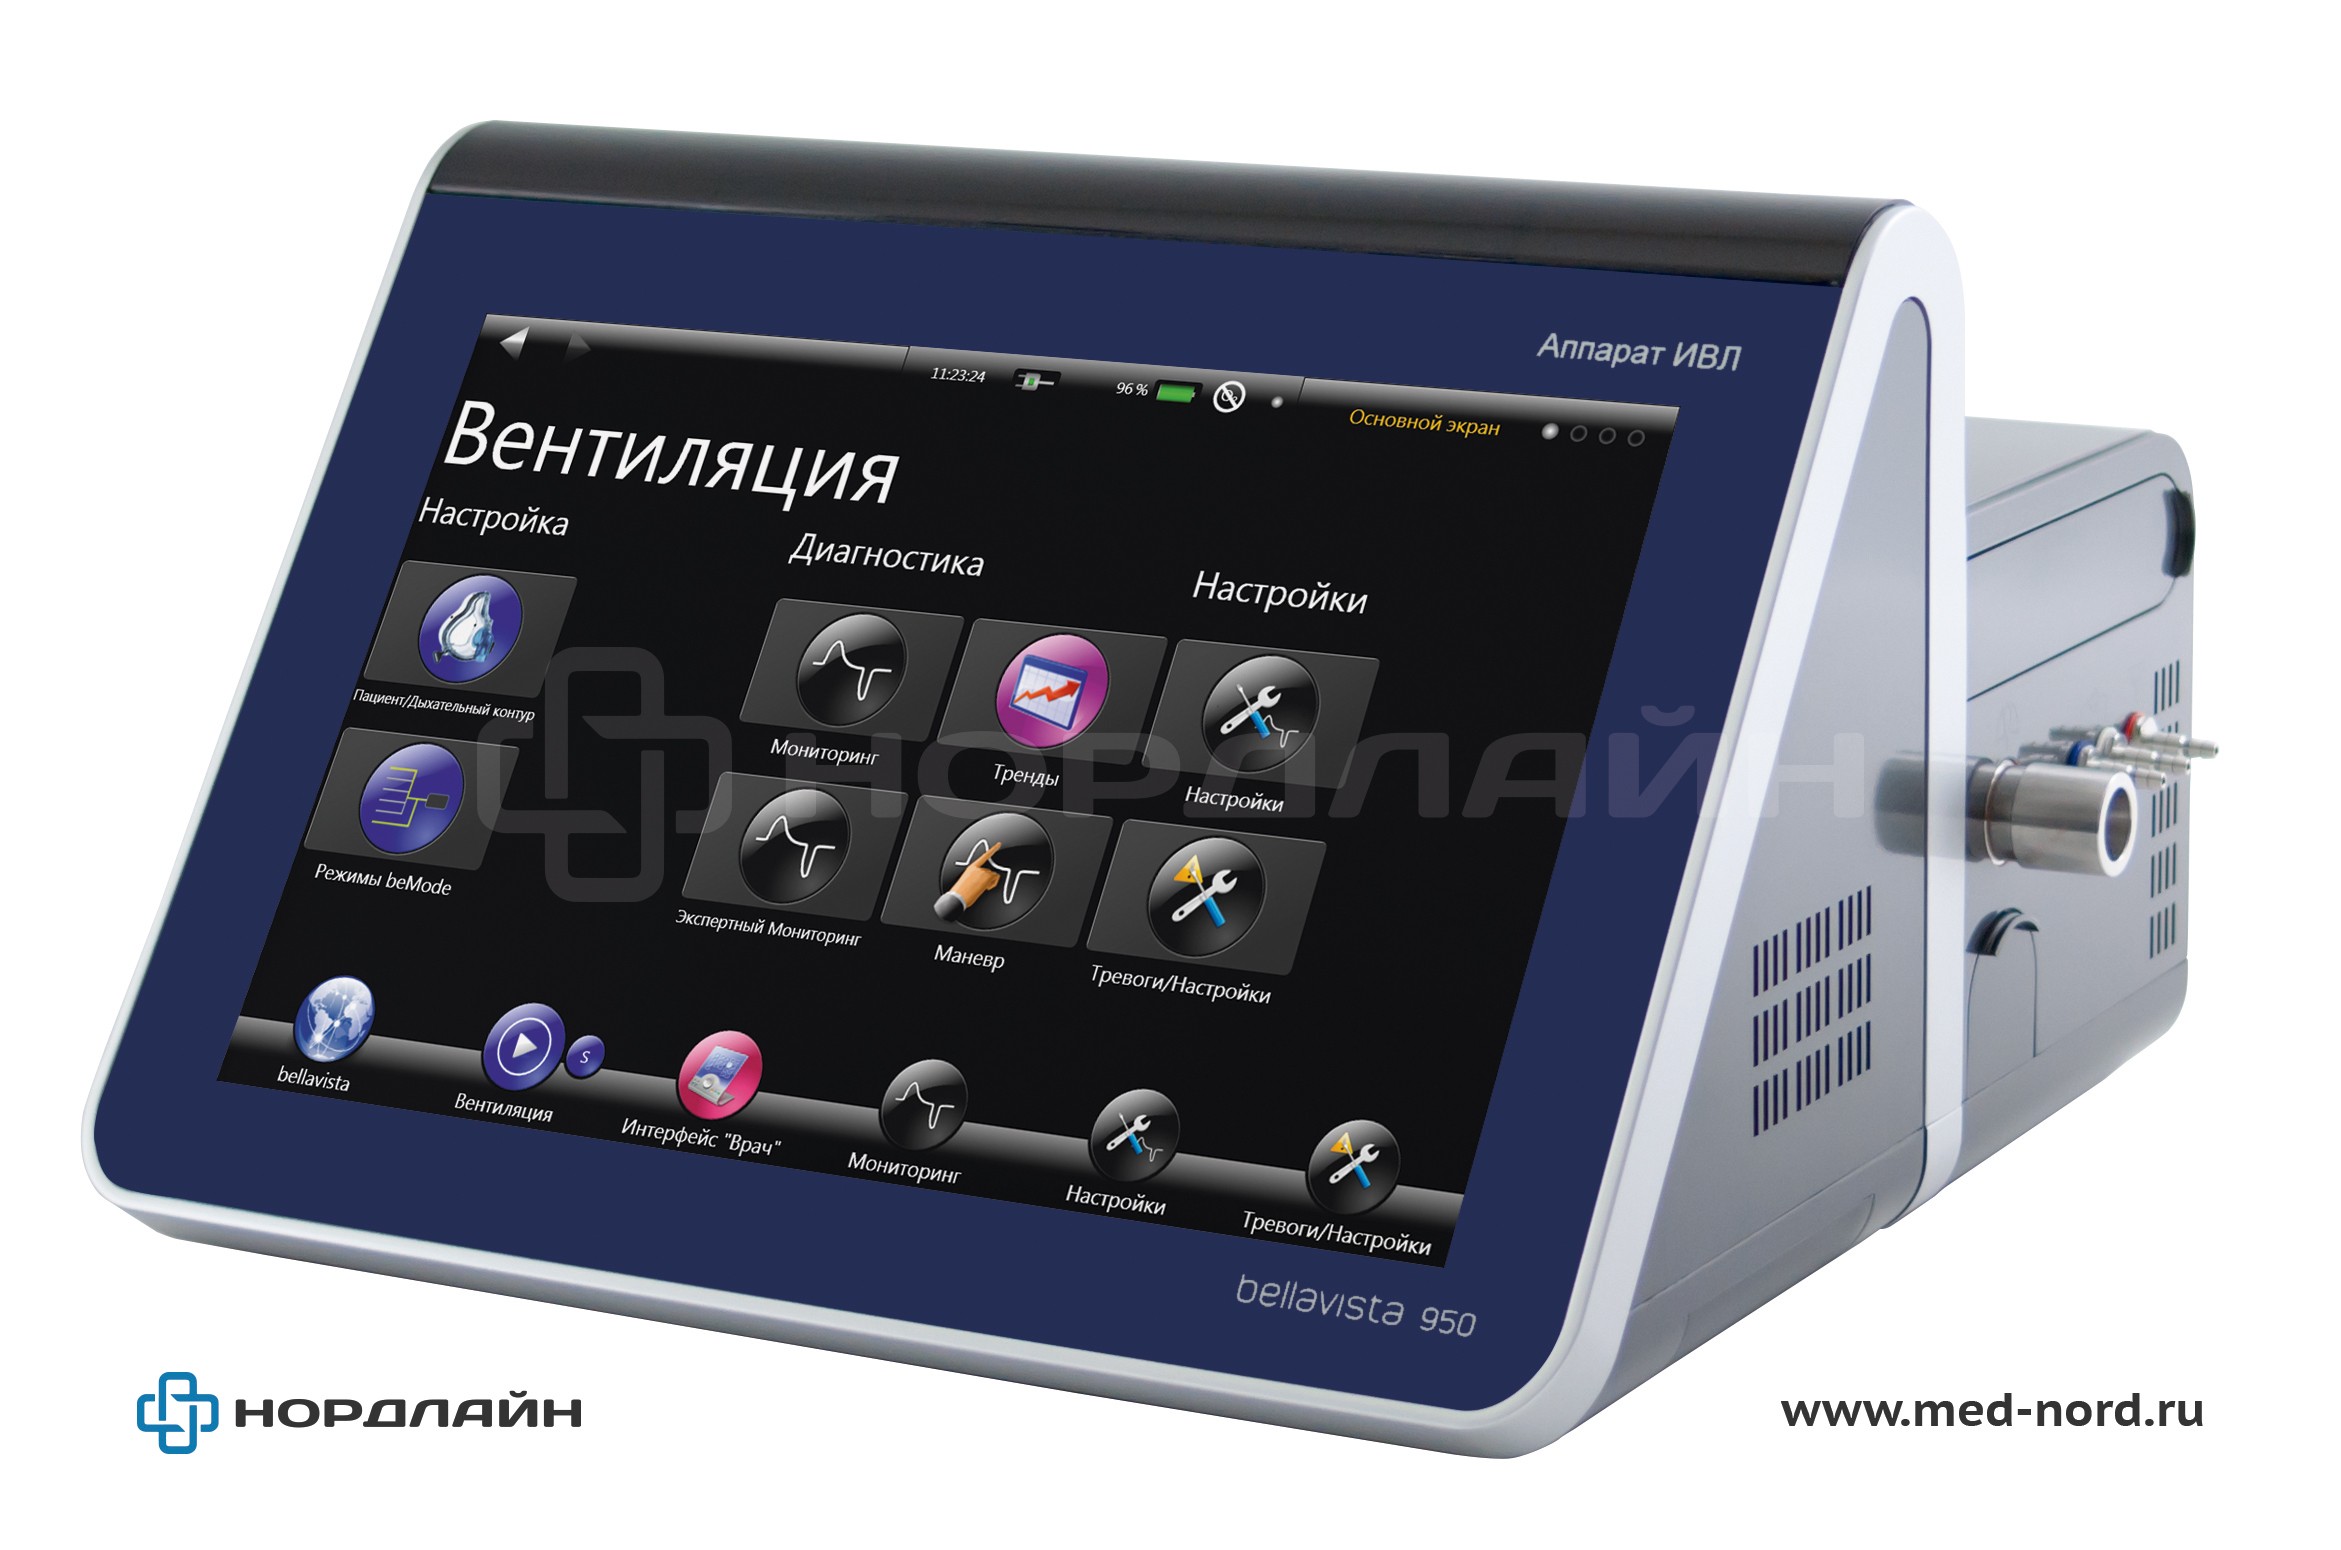 Аппарат ИВЛ
11:23:24
96 %
O₂
Основной экран
Вентиляция
Настройка
Диагностика
Настройки
Пациент/Дыхательный контур
Мониторинг
Тренды
Настройки
Режимы beMode
Экспертный Мониторинг
Маневр
Тревоги/Настройки
НОРДЛАЙН
S
bellavista
Вентиляция
Интерфейс "Врач"
Мониторинг
Настройки
Тревоги/Настройки
bellavista 950
НОРДЛАЙН
www.med-nord.ru